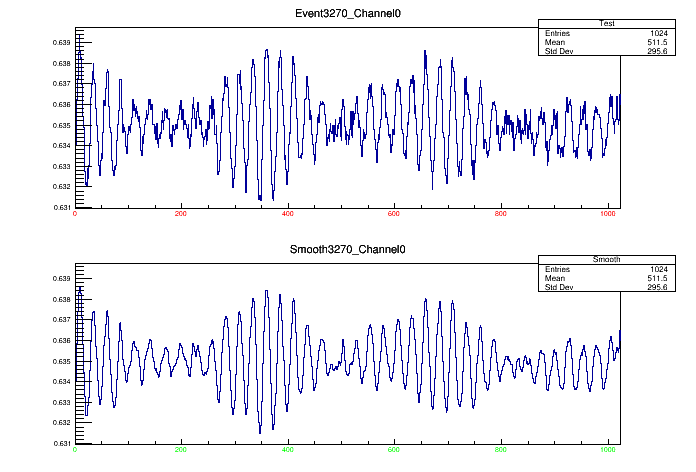 Event3270_Channel0
Test
Entries 1024
Mean 511.5
Std Dev 295.6
0.639
0.638
0.637
0.636
0.635
0.634
0.633
0.632
0.631
0 200 400 600 800 1000
Smooth3270_Channel0
Smooth
Entries 1024
Mean 511.5
Std Dev 295.6
0.639
0.638
0.637
0.636
0.635
0.634
0.633
0.632
0.631
0 200 400 600 800 1000